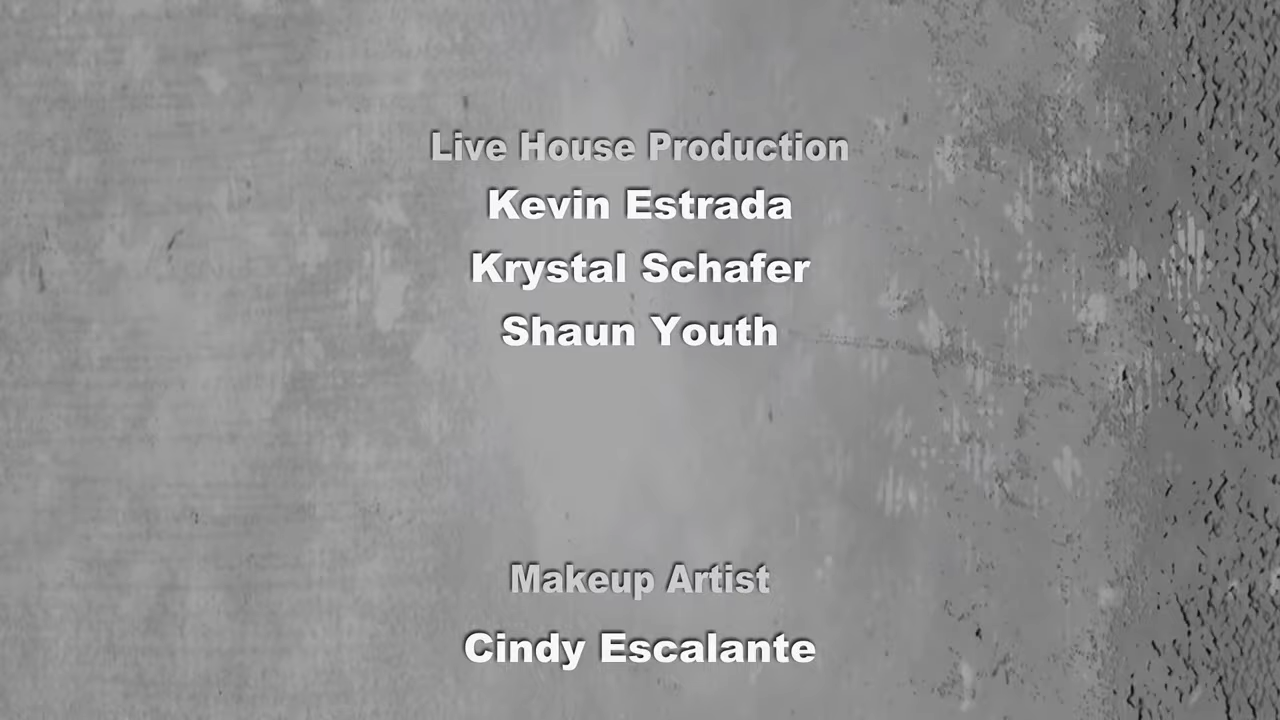 Live House Production
Kevin Estrada
Krystal Schafer
Shaun Youth
Makeup Artist
Cindy Escalante